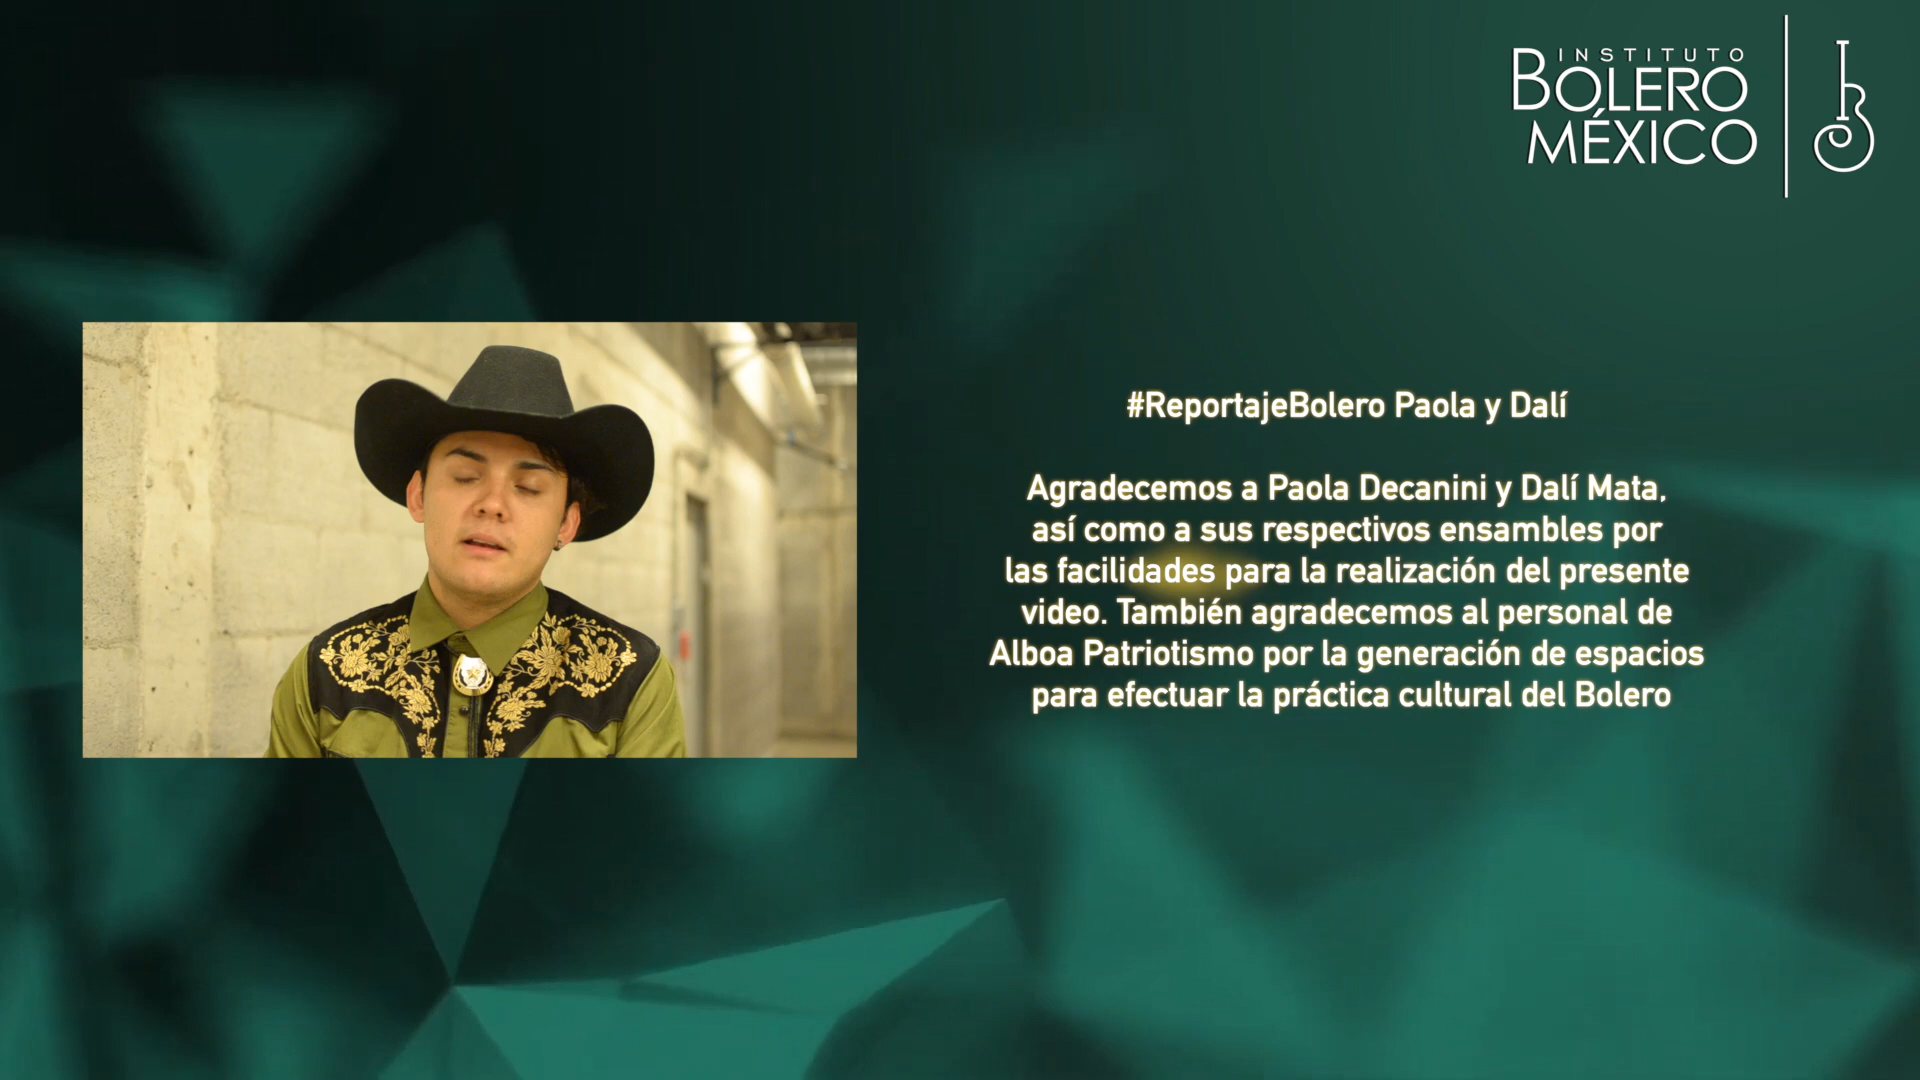 INSTITUTO
BOLERO
MÉXICO
#ReportajeBolero Paola y Dalí
Agradecemos a Paola Decanini y Dalí Mata,
así como a sus respectivos ensambles por
las facilidades para la realización del presente
video. También agradecemos al personal de
Alboa Patriotismo por la generación de espacios
para efectuar la práctica cultural del Bolero